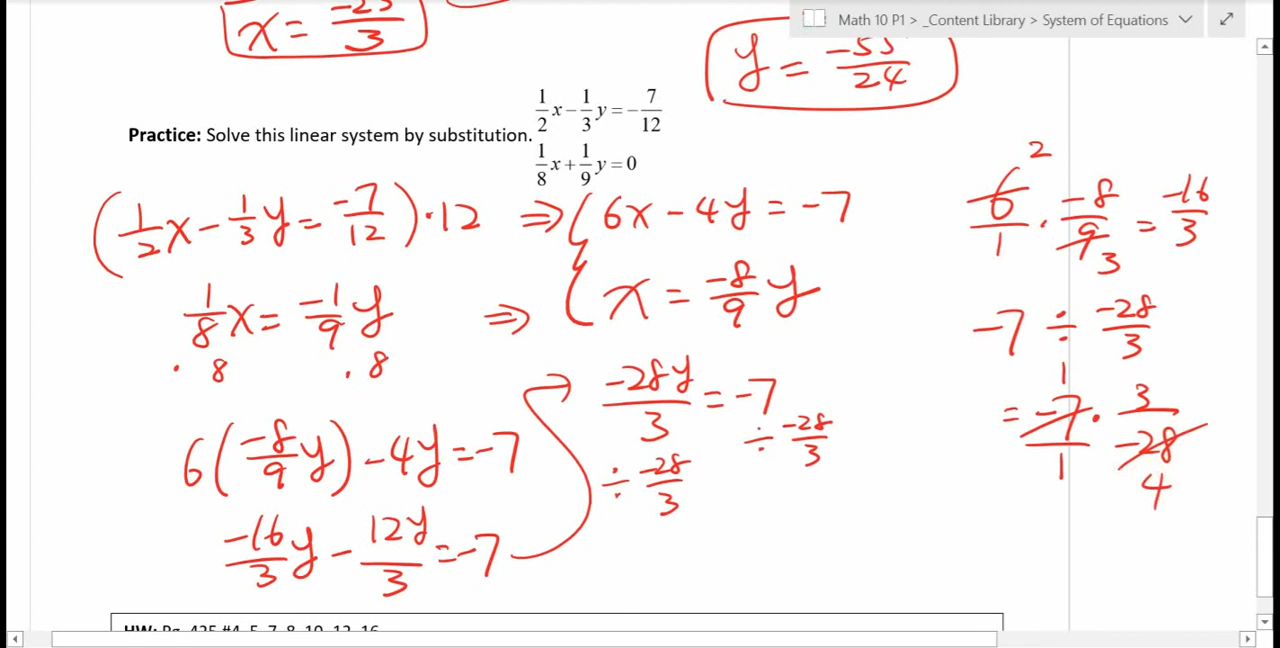 x = -25/3
Math 10 P1 > _Content Library > System of Equations
y = -55/24
Practice: Solve this linear system by substitution.
1/2 x - 1/3 y = - 7/12
1/8 x + 1/9 y = 0
(1/2 x - 1/3 y = -7/12) · 12 ⇒ { 6x - 4y = -7
1/8 x = -1/9 y ⇒ x = -8/9 y
· 8 . 8
6(-8/9 y) - 4y = -7
-16/3 y - 12y/3 = -7
-28y/3 = -7
÷ -28/3 ÷ -28/3
2
6/1 · -8/9 = -16/3
3
-7 ÷ -28/3
1
= -7/1 · 3/-28
4